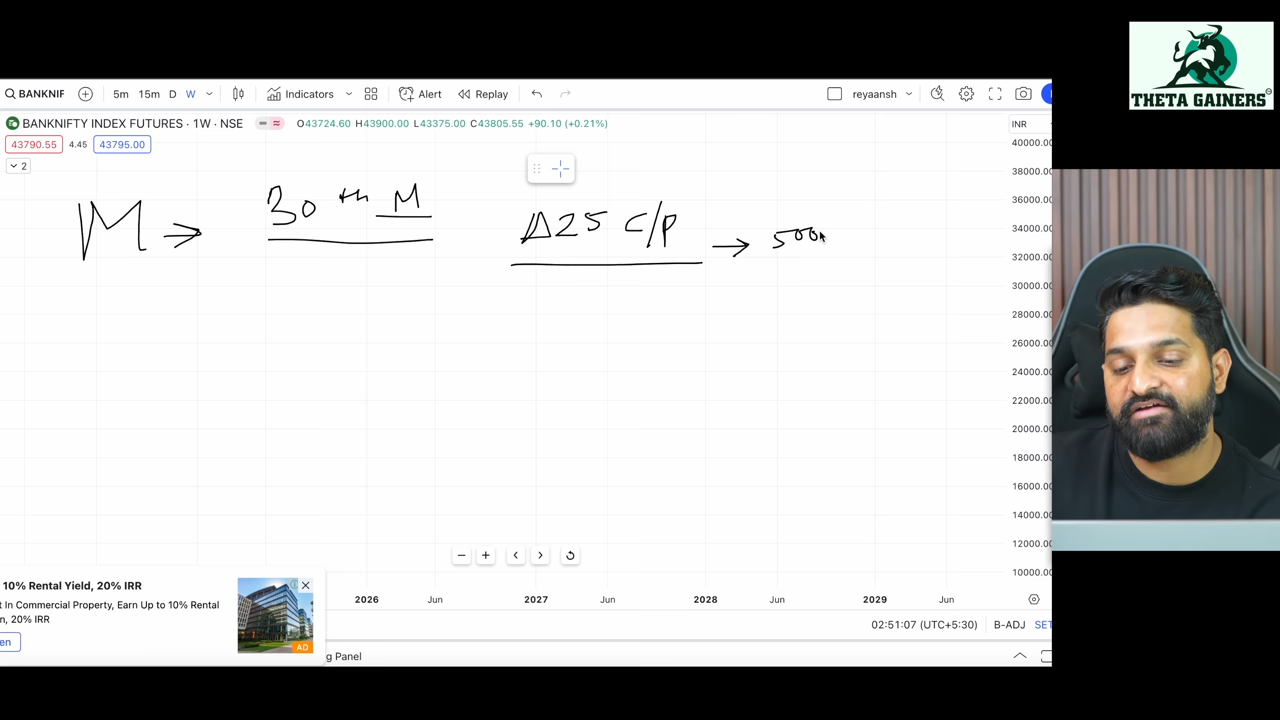 THETA GAINERS
BANKNIF 5m 15m D W Indicators Alert Replay reyaansh
BANKNIFTY INDEX FUTURES · 1W · NSE O43724.60 H43900.00 L43375.00 C43805.55 +90.10 (+0.21%)
INR
43790.55 4.45 43795.00
2
40000.00
38000.00
36000.00
34000.00
32000.00
30000.00
28000.00
26000.00
24000.00
22000.00
20000.00
18000.00
16000.00
14000.00
12000.00
10000.00
M ⇒ 30th M Δ25 C/P → 500
10% Rental Yield, 20% IRR
t In Commercial Property, Earn Up to 10% Rental
n, 20% IRR
en
AD
2026 Jun 2027 Jun 2028 Jun 2029 Jun
02:51:07 (UTC+5:30) B-ADJ SET
g Panel